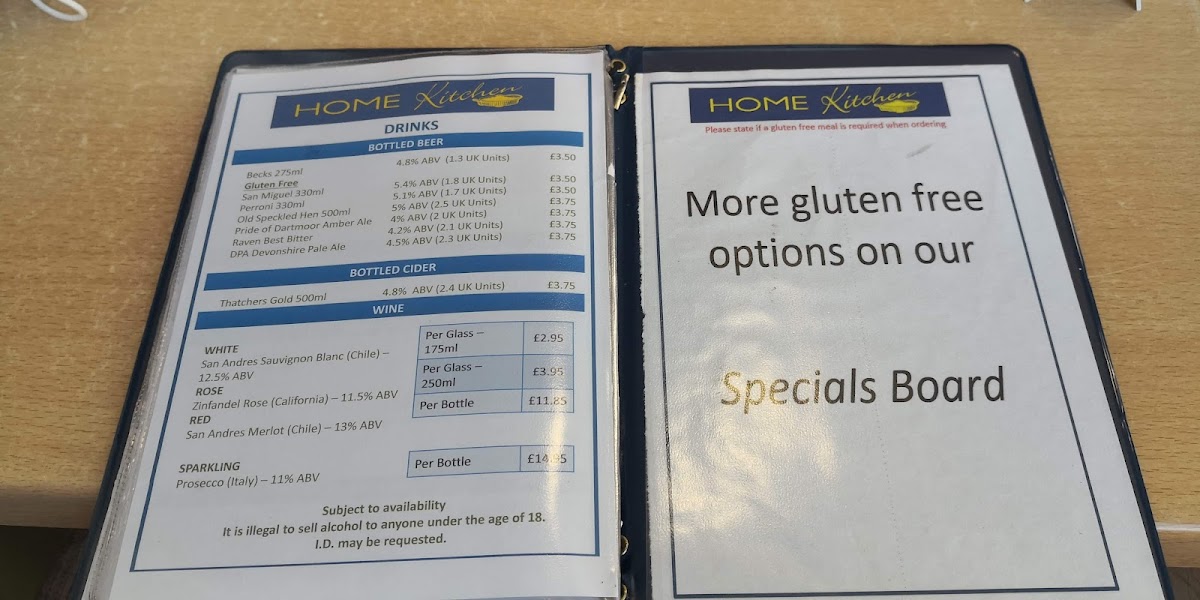 HOME Kitchen
DRINKS
BOTTLED BEER
Becks 275ml 4.8% ABV (1.3 UK Units) £3.50
Gluten Free
San Miguel 330ml 5.4% ABV (1.8 UK Units) £3.50
Perroni 330ml 5.1% ABV (1.7 UK Units) £3.50
Old Speckled Hen 500ml 5% ABV (2.5 UK Units) £3.75
Pride of Dartmoor Amber Ale 4% ABV (2 UK Units) £3.75
Raven Best Bitter 4.2% ABV (2.1 UK Units) £3.75
DPA Devonshire Pale Ale 4.5% ABV (2.3 UK Units) £3.75
BOTTLED CIDER
Thatchers Gold 500ml 4.8% ABV (2.4 UK Units) £3.75
WINE
WHITE
San Andres Sauvignon Blanc (Chile) –
12.5% ABV
ROSE
Zinfandel Rose (California) – 11.5% ABV
RED
San Andres Merlot (Chile) – 13% ABV
Per Glass –
175ml £2.95
Per Glass –
250ml £3.95
Per Bottle £11.85
SPARKLING
Prosecco (Italy) – 11% ABV
Per Bottle £14.95
Subject to availability
It is illegal to sell alcohol to anyone under the age of 18.
I.D. may be requested.
HOME Kitchen
Please state if a gluten free meal is required when ordering
More gluten free
options on our
Specials Board